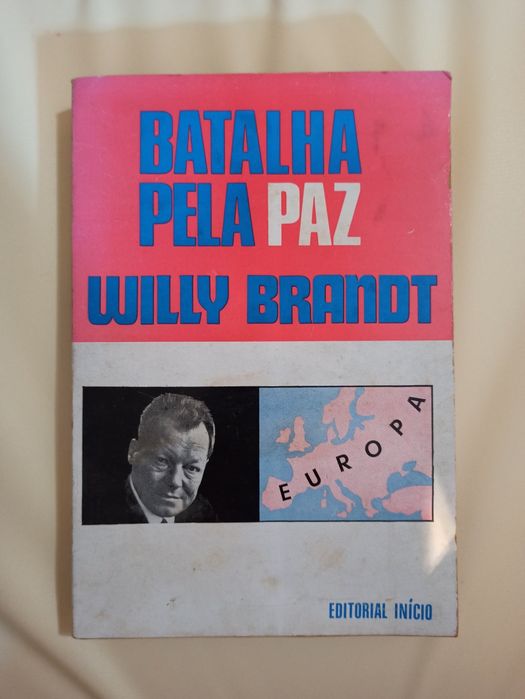 BATALHA
PELA PAZ
WILLY BRANDT
EUROPA
EDITORIAL INÍCIO